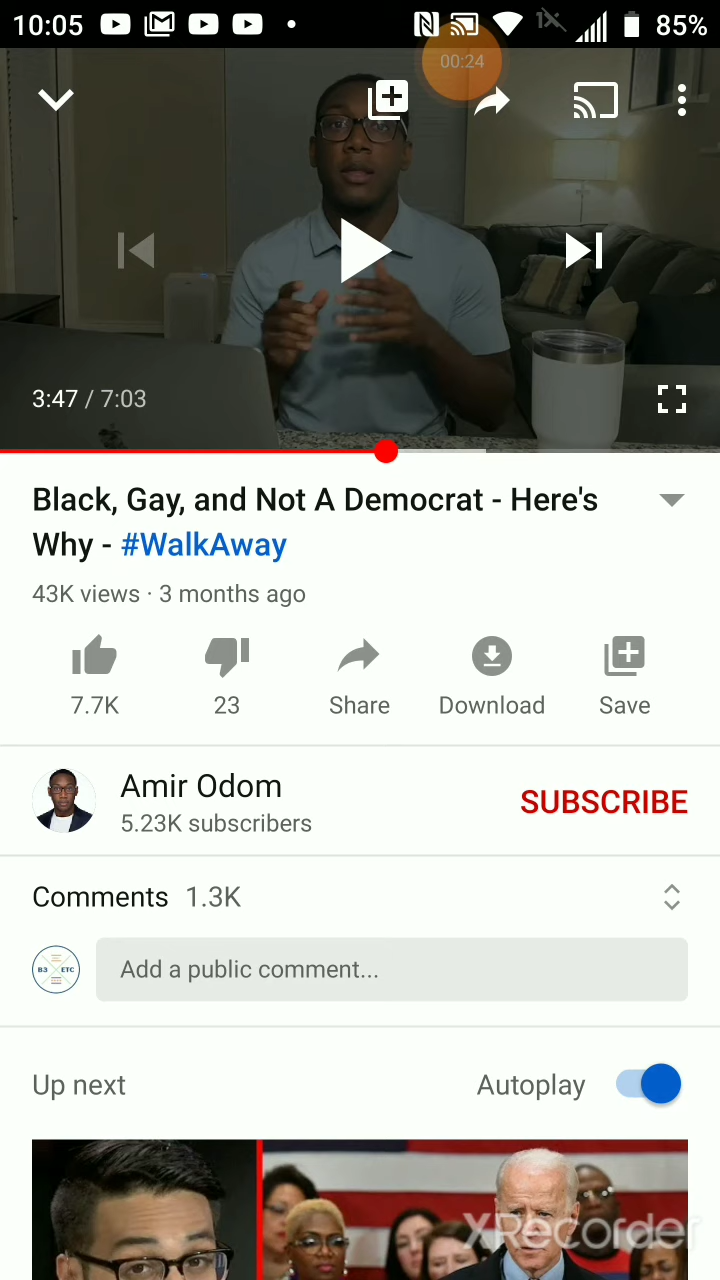 10:05
85%
00:24
3:47 / 7:03
Black, Gay, and Not A Democrat - Here's
Why - #WalkAway
43K views · 3 months ago
7.7K
23
Share
Download
Save
Amir Odom
5.23K subscribers
SUBSCRIBE
Comments 1.3K
B3 ETC
Add a public comment...
Up next
Autoplay
XRecorder